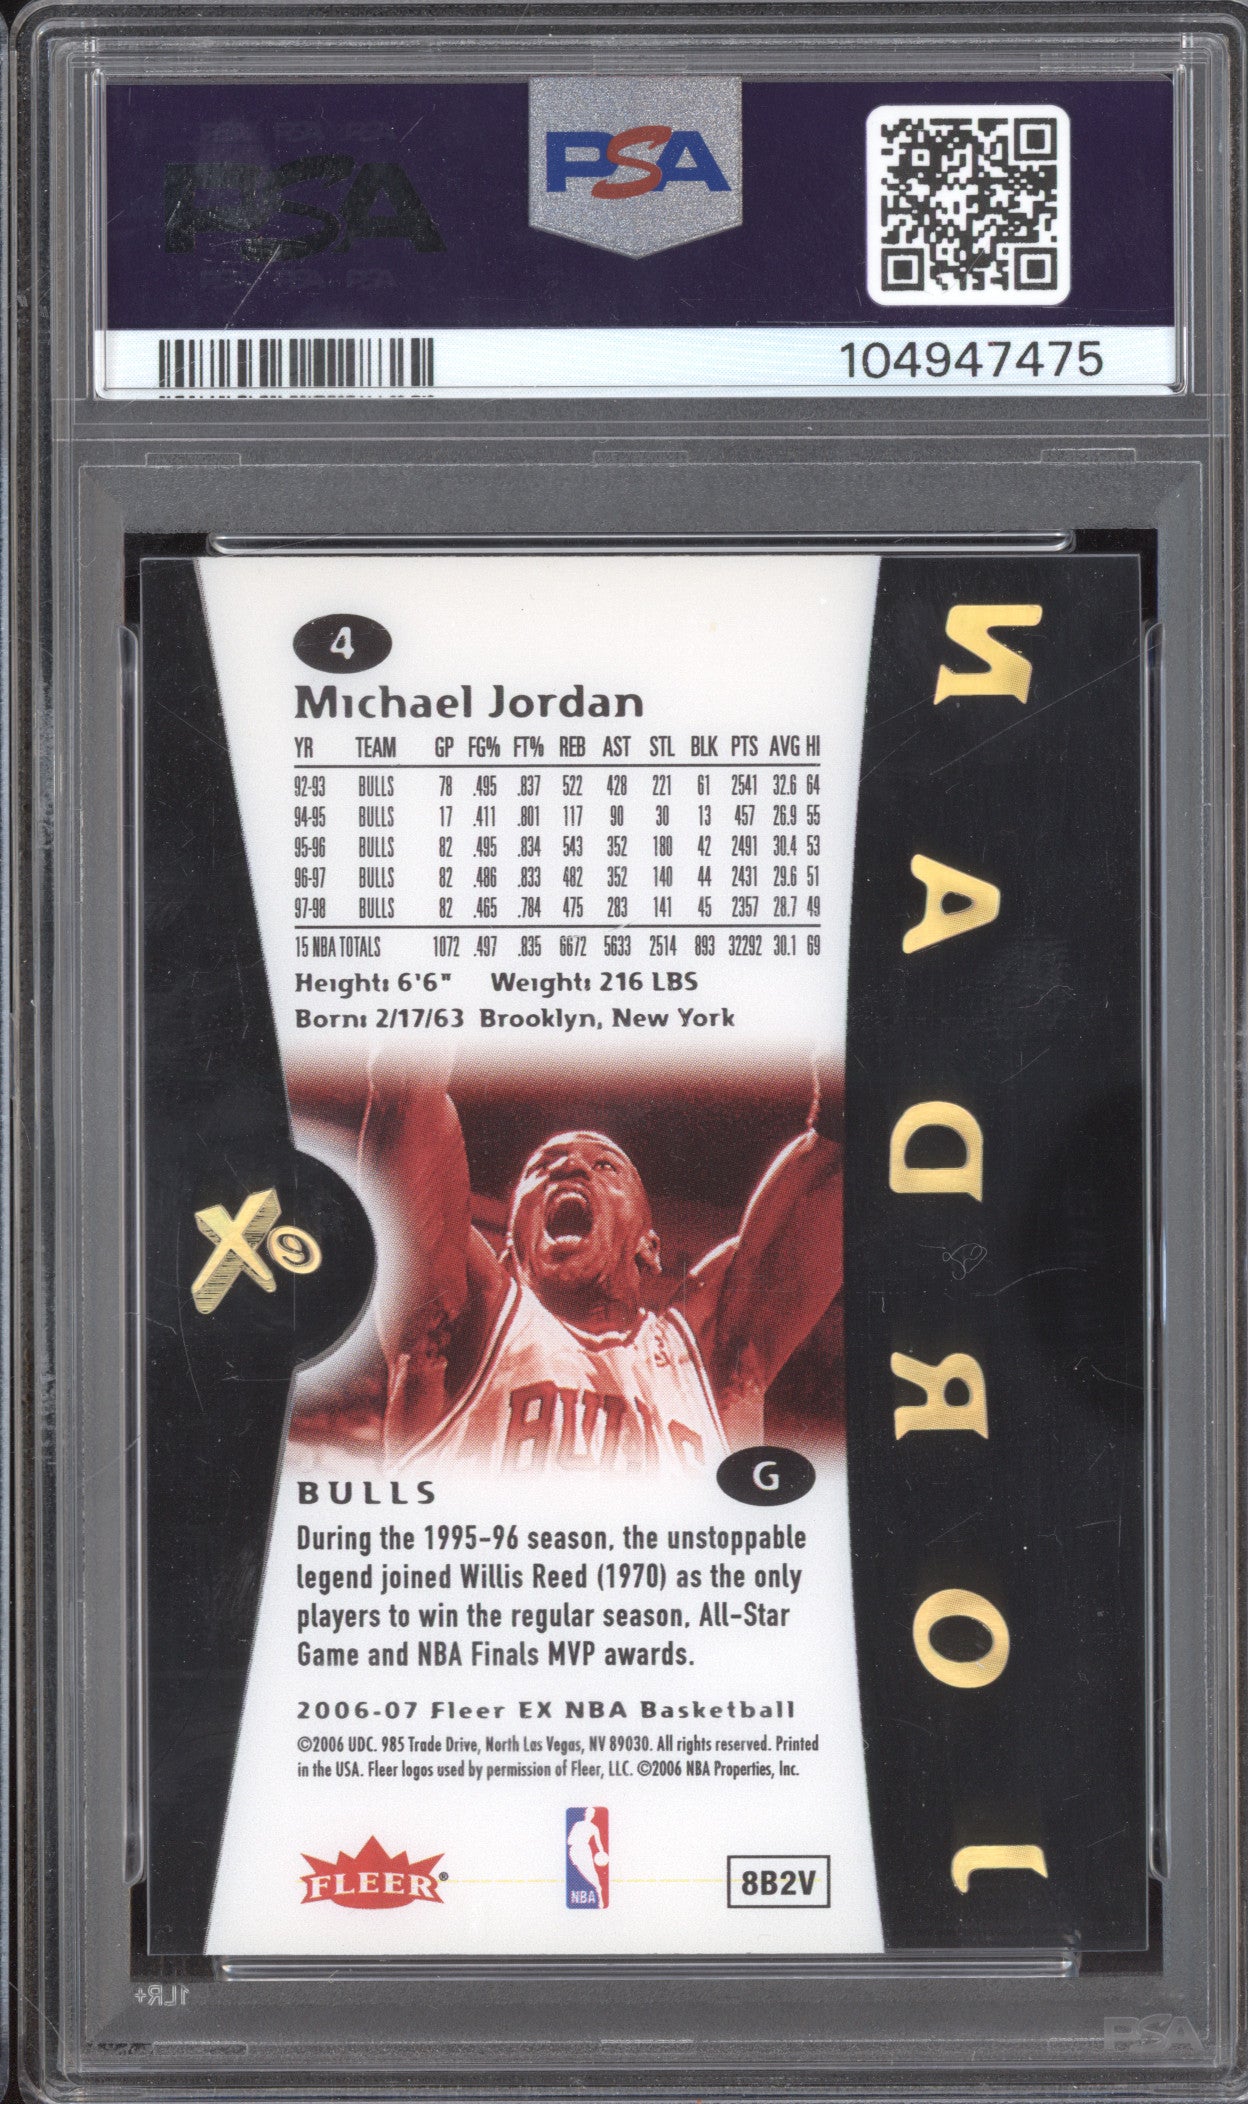 PSA
PSA
104947475
4
Michael Jordan
YR TEAM GP FG% FT% REB AST STL BLK PTS AVG HI
92-93 BULLS 78 .495 .837 522 428 221 61 2541 32.6 64
94-95 BULLS 17 .411 .801 117 90 30 13 457 26.9 55
95-96 BULLS 82 .495 .834 543 352 180 42 2491 30.4 53
96-97 BULLS 82 .486 .833 482 352 140 44 2431 29.6 51
97-98 BULLS 82 .465 .784 475 283 141 45 2357 28.7 49
15 NBA TOTALS 1072 .497 .835 6672 5633 2514 893 32292 30.1 69
Height: 6'6" Weight: 216 LBS
Born: 2/17/63 Brooklyn, New York
X
BULLS
G
BULLS
During the 1995-96 season, the unstoppable
legend joined Willis Reed (1970) as the only
players to win the regular season, All-Star
Game and NBA Finals MVP awards.
2006-07 Fleer EX NBA Basketball
©2006 UDC. 985 Trade Drive, North Las Vegas, NV 89030. All rights reserved. Printed
in the USA. Fleer logos used by permission of Fleer, LLC. ©2006 NBA Properties, Inc.
FLEER®
NBA
8B2V
JORDAN
1LR+
PSA